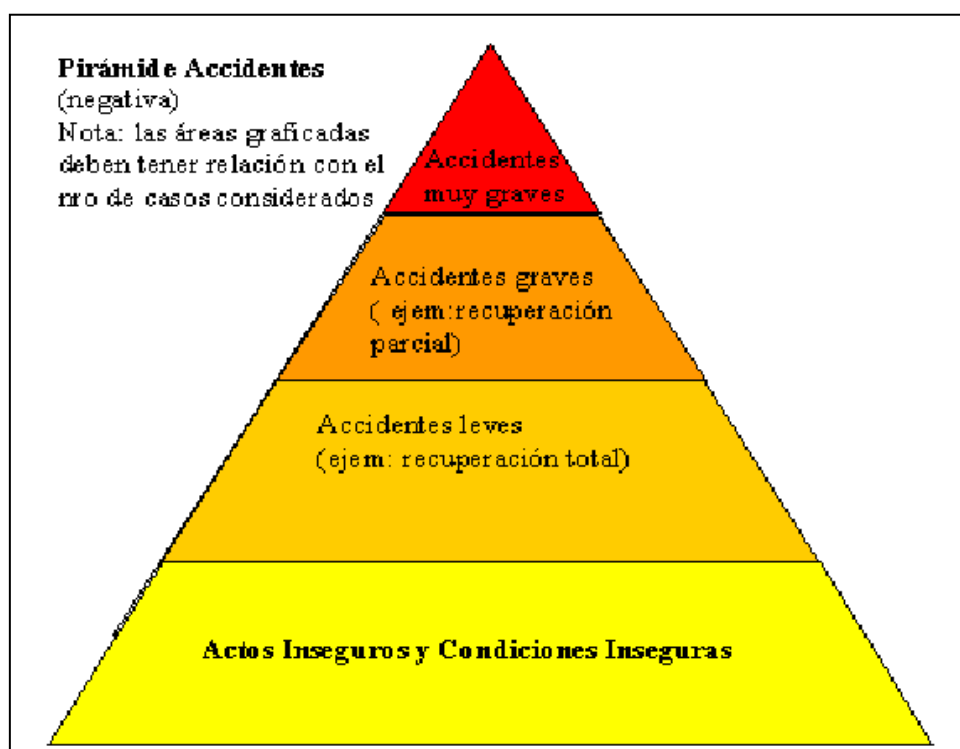 Pirámide Accidentes
(negativa)
Nota: las áreas graficadas
deben tener relación con el
nro de casos considerados
Accidentes
muy graves
Accidentes graves
( ejem:recuperación
parcial)
Accidentes leves
(ejem: recuperación total)
Actos Inseguros y Condiciones Inseguras